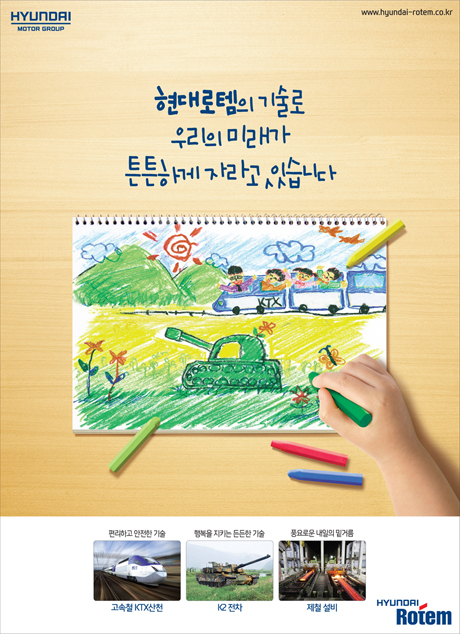 HYUNDAI
MOTOR GROUP
www.hyundai-rotem.co.kr
현대로템의 기술로
우리의 미래가
튼튼하게 자라고 있습니다
KTX
편리하고 안전한 기술
행복을 지키는 든든한 기술
풍요로운 내일의 밑거름
고속철 KTX산천
K2 전차
제철 설비
HYUNDAI
Rotem